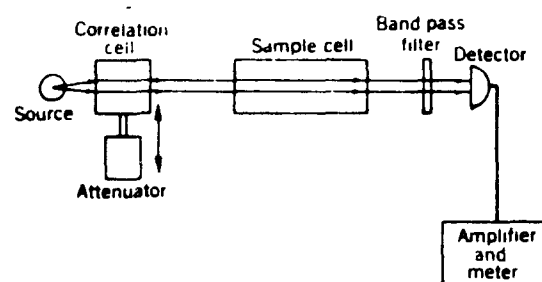 Correlation
cell
Sample cell
Band pass
filter
Detector
Source
Attenuator
Amplifier
and
meter